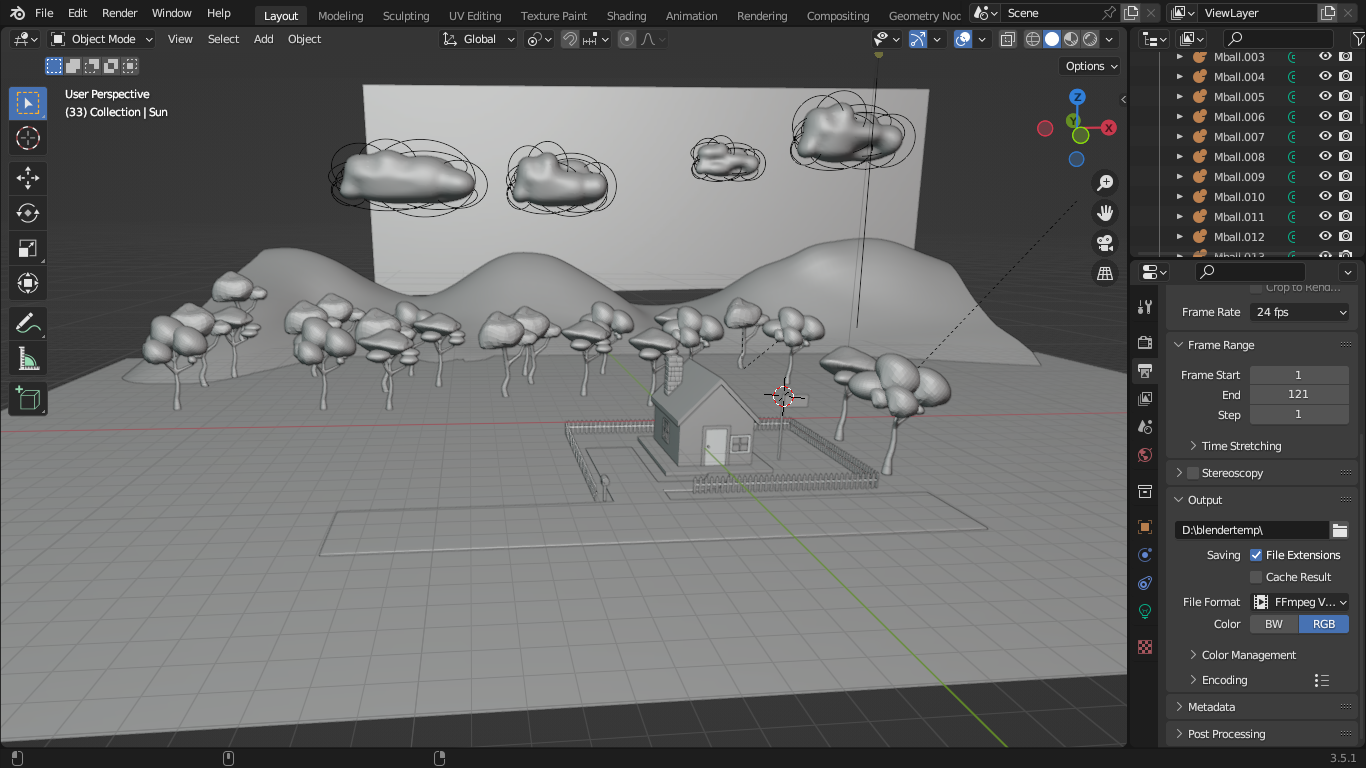 File Edit Render Window Help Layout Modeling Sculpting UV Editing Texture Paint Shading Animation Rendering Compositing Geometry Noc Scene ViewLayer
Object Mode View Select Add Object Global
Options
User Perspective
(33) Collection | Sun
Z
Y
X
Mball.003
Mball.004
Mball.005
Mball.006
Mball.007
Mball.008
Mball.009
Mball.010
Mball.011
Mball.012
Mball.013
Crop to Rend...
Frame Rate 24 fps
Frame Range
Frame Start 1
End 121
Step 1
Time Stretching
Stereoscopy
Output
D:\blendertemp\
Saving File Extensions
Cache Result
File Format FFmpeg V...
Color BW RGB
Color Management
Encoding
Metadata
Post Processing
3.5.1